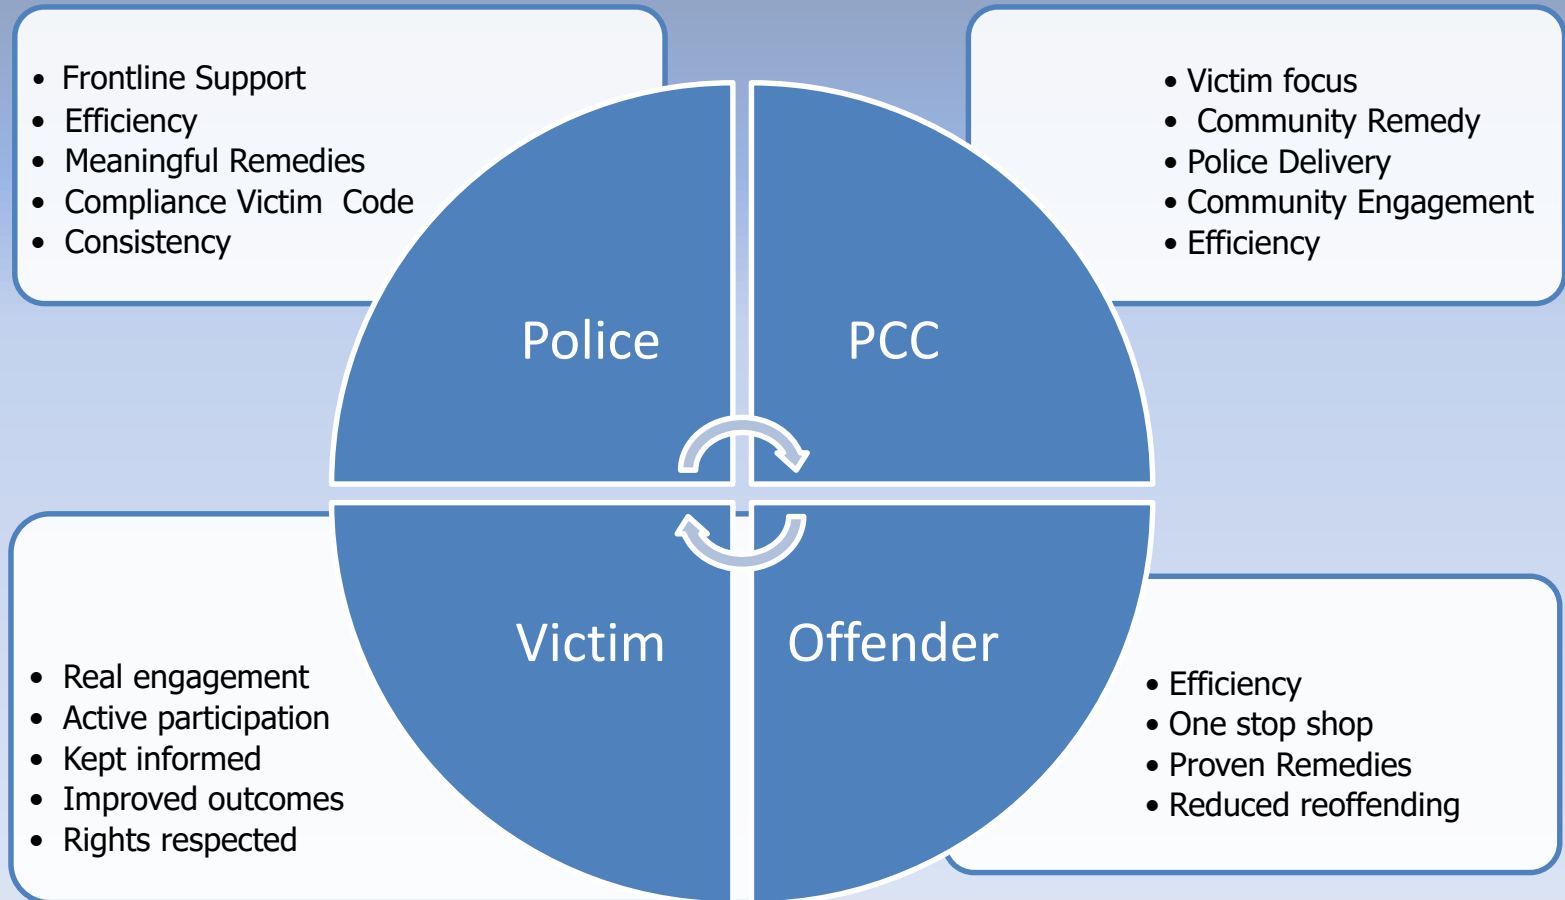 • Frontline Support
• Efficiency
• Meaningful Remedies
• Compliance Victim Code
• Consistency
• Victim focus
• Community Remedy
• Police Delivery
• Community Engagement
• Efficiency
Police
PCC
Victim
Offender
• Real engagement
• Active participation
• Kept informed
• Improved outcomes
• Rights respected
• Efficiency
• One stop shop
• Proven Remedies
• Reduced reoffending